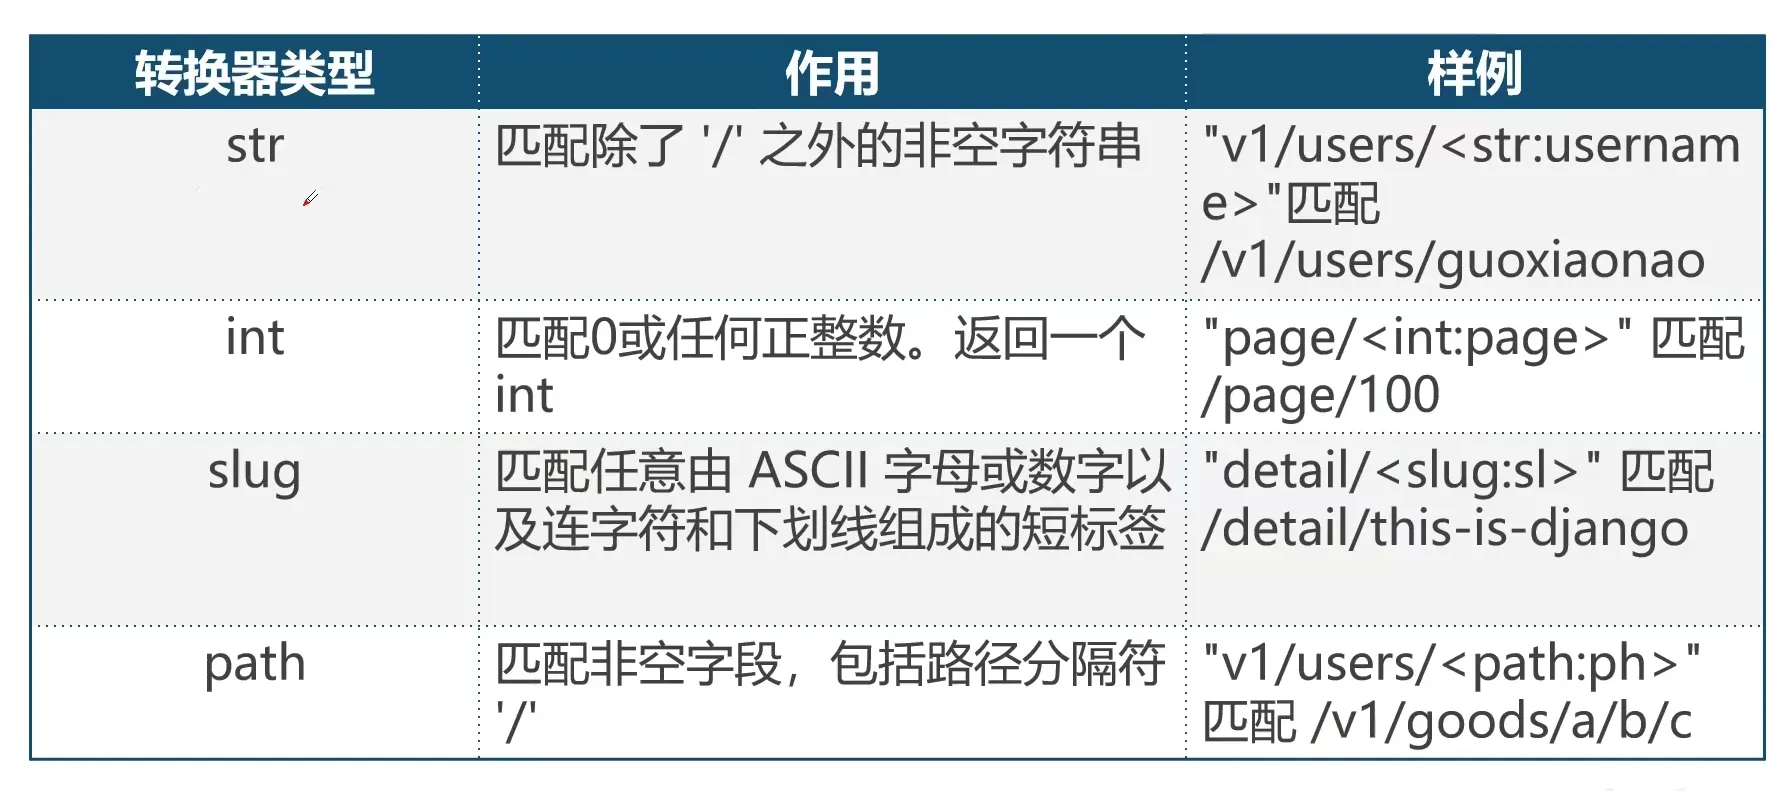 转换器类型
作用
样例
str
匹配除了 '/' 之外的非空字符串
"v1/users/<str:usernam
e>"匹配
/v1/users/guoxiaonao
int
匹配0或任何正整数。返回一个
int
"page/<int:page>" 匹配
/page/100
slug
匹配任意由 ASCII 字母或数字以
及连字符和下划线组成的短标签
"detail/<slug:sl>" 匹配
/detail/this-is-django
path
匹配非空字段，包括路径分隔符
'/'
"v1/users/<path:ph>"
匹配 /v1/goods/a/b/c